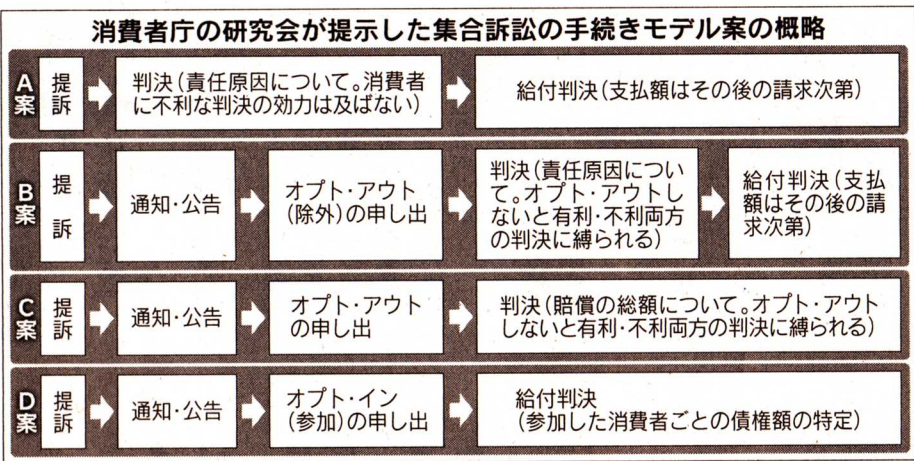 消費者庁の研究会が提示した集合訴訟の手続きモデル案の概略
A案
提訴
判決(責任原因について。消費者
に不利な判決の効力は及ばない)
給付判決(支払額はその後の請求次第)
B案
提訴
通知・公告
オプト・アウト
(除外)の申し出
判決(責任原因につい
て。オプト・アウトし
ないと有利・不利両方
の判決に縛られる)
給付判決(支払
額はその後の請
求次第)
C案
提訴
通知・公告
オプト・アウト
の申し出
判決(賠償の総額について。オプト・アウト
しないと有利・不利両方の判決に縛られる)
D案
提訴
通知・公告
オプト・イン
(参加)の申し出
給付判決
(参加した消費者ごとの債権額の特定)